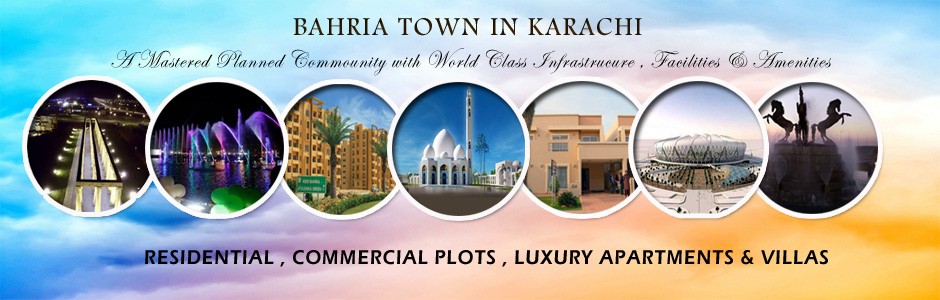 BAHRIA TOWN IN KARACHI
A Mastered Planned Community with World Class Infrastrucure , Facilities & Amenities
RESIDENTIAL , COMMERCIAL PLOTS , LUXURY APARTMENTS & VILLAS